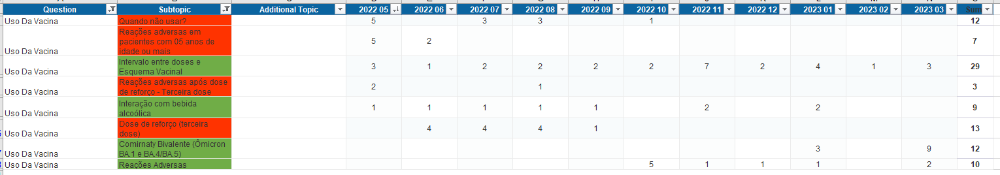 Question Subtopic Additional Topic 2022 05 2022 06 2022 07 2022 08 2022 09 2022 10 2022 11 2022 12 2023 01 2023 02 2023 03 Sum
Uso Da Vacina Quando não usar? 5 3 3 1 12
Reações adversas em
pacientes com 05 anos de
Uso Da Vacina idade ou mais 5 2 7
Intervalo entre doses e
Uso Da Vacina Esquema Vacinal 3 1 2 2 2 2 7 2 4 1 3 29
Reações adversas após dose
Uso Da Vacina de reforço - Terceira dose 2 1 3
Interação com bebida
Uso Da Vacina alcoólica 1 1 1 1 1 2 2 9
Dose de reforço (terceira
Uso Da Vacina dose) 4 4 4 1 13
Comirnaty Bivalente (Ômicron
Uso Da Vacina BA.1 e BA.4/BA.5) 3 9 12
Uso Da Vacina Reações Adversas 5 1 1 1 2 10